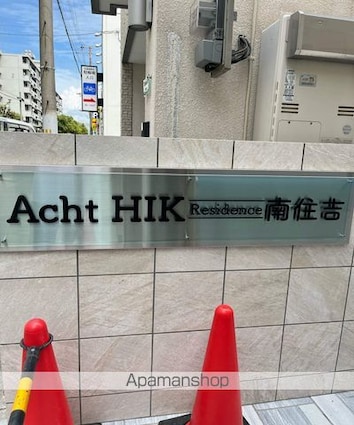 Acht HIK Residence 南住吉
Apamanshop